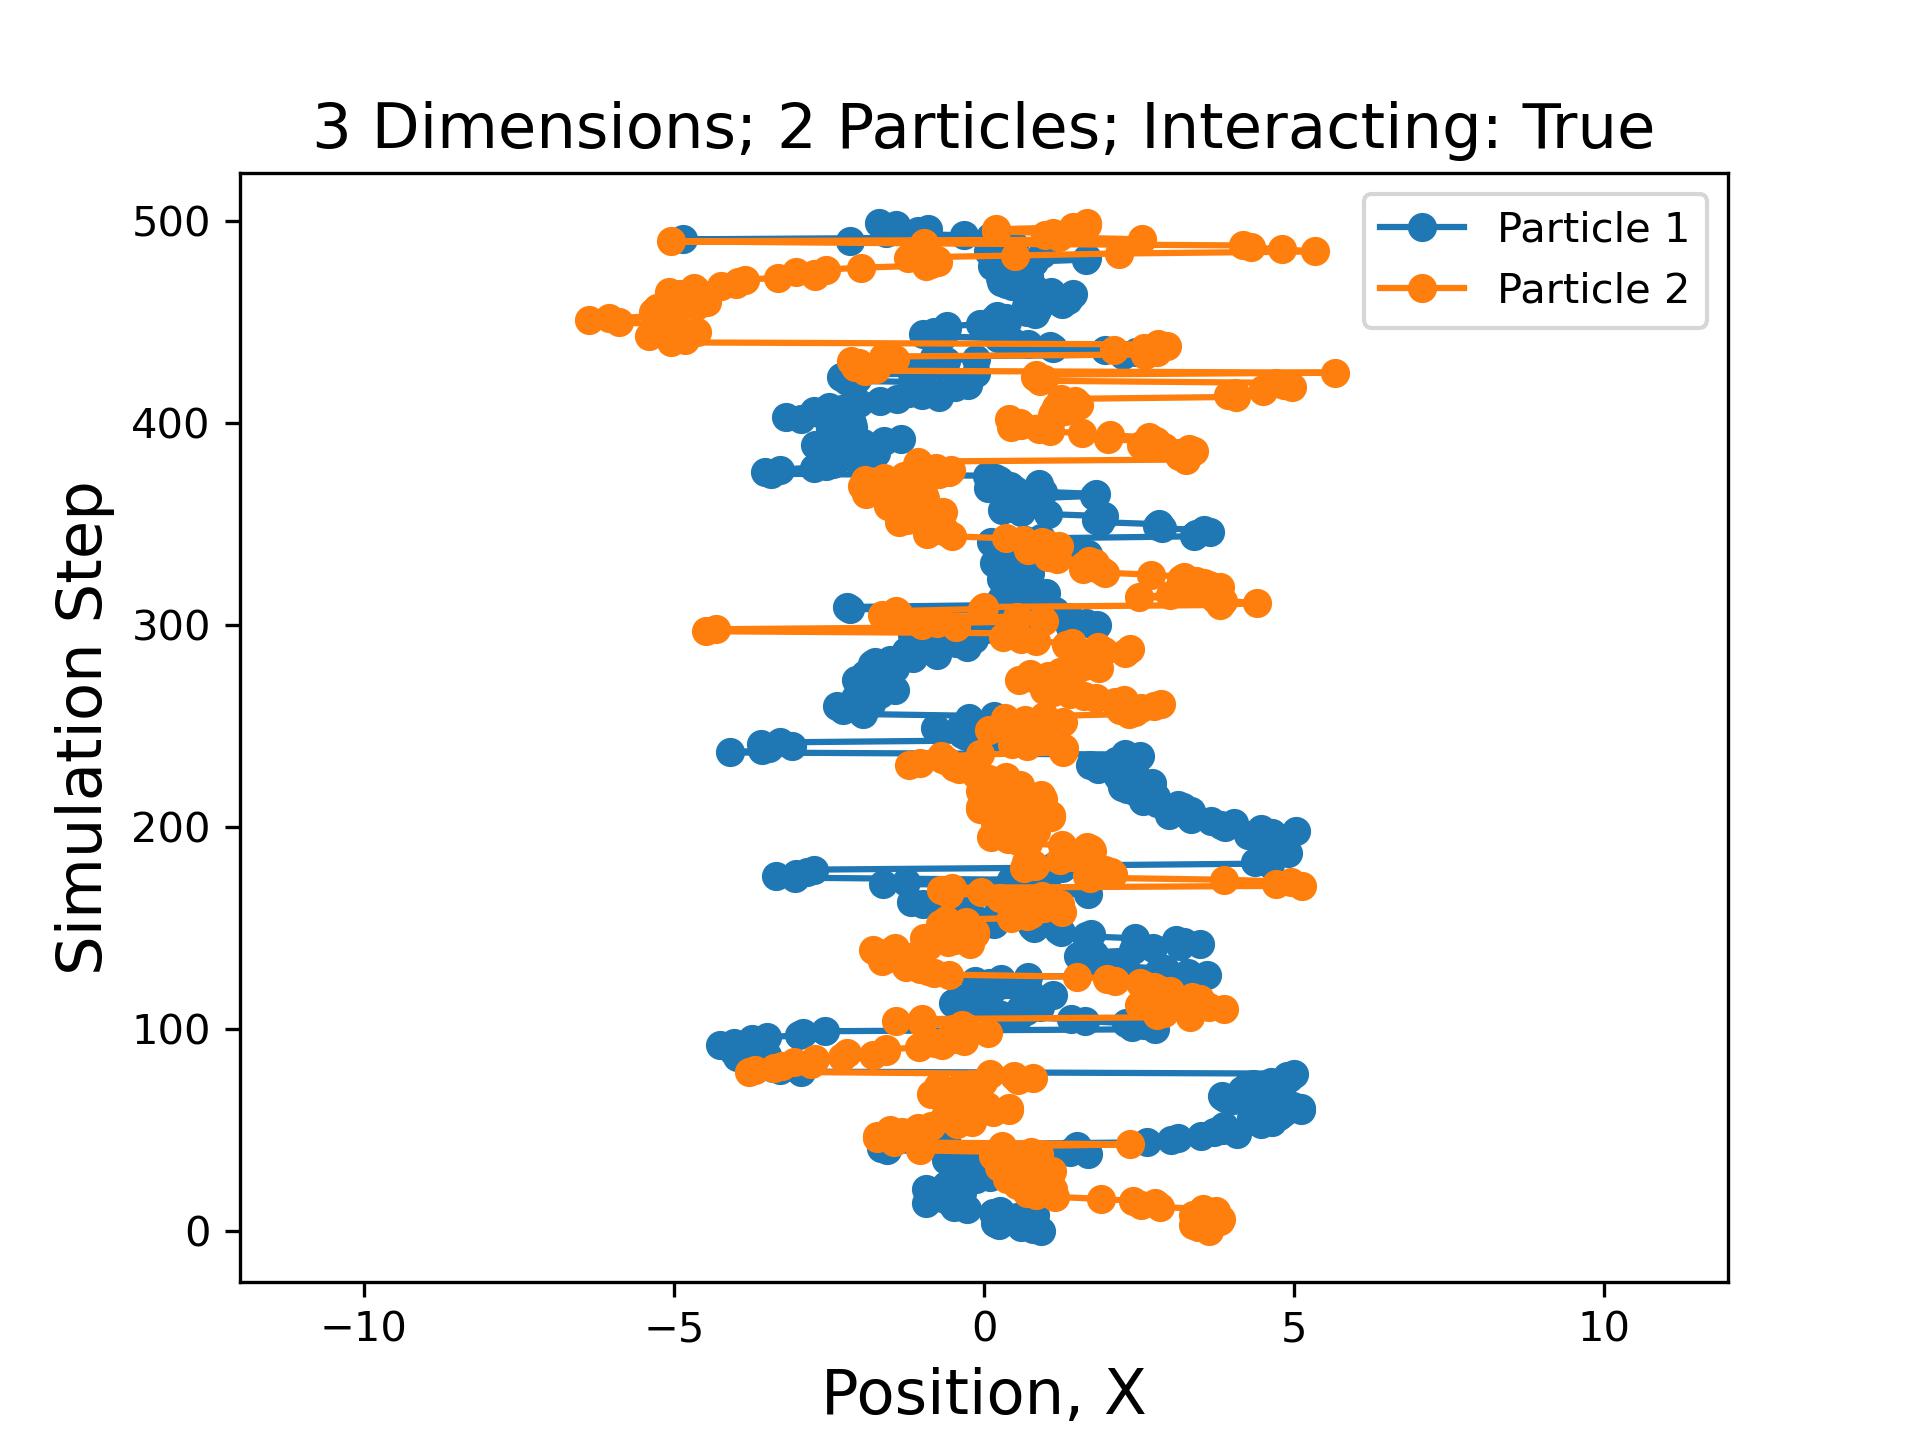 3 Dimensions; 2 Particles; Interacting: True
Particle 1
Particle 2
Simulation Step
500
400
300
200
100
0
−10
−5
0
5
10
Position, X